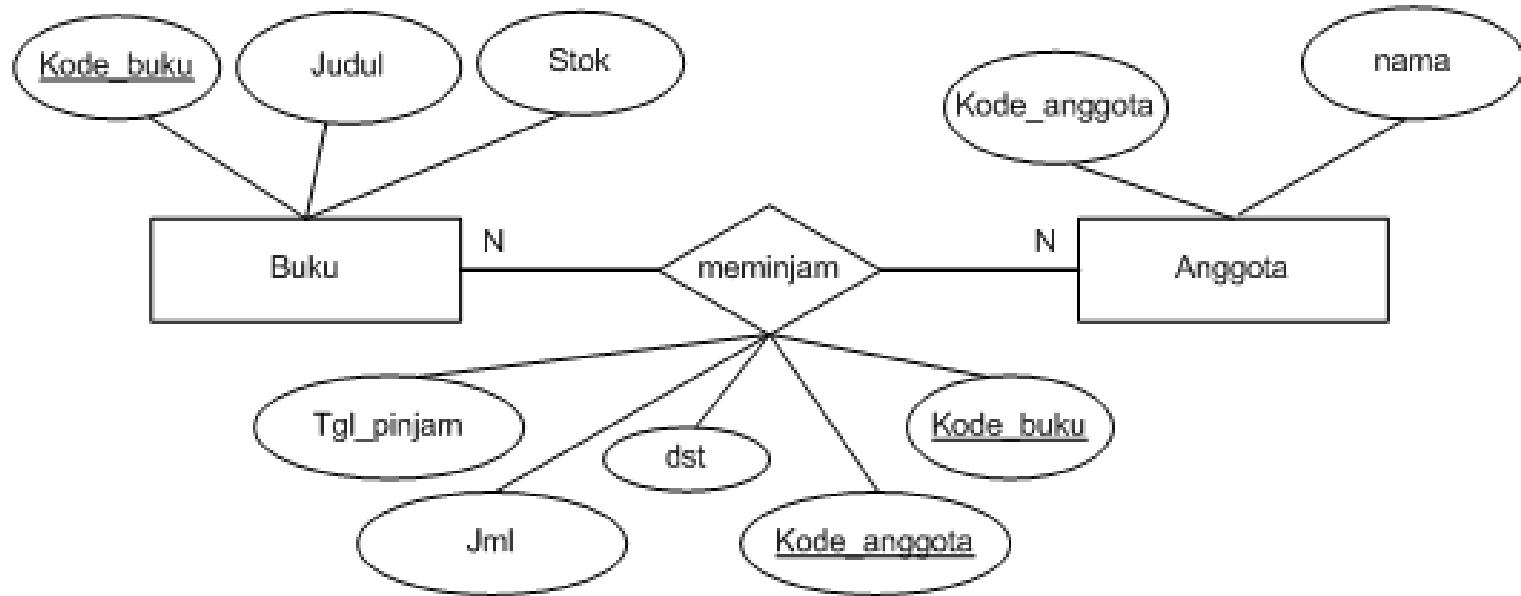 Kode_buku
Judul
Stok
Kode_anggota
nama
Buku
N
meminjam
N
Anggota
Tgl_pinjam
dst
Kode_buku
Jml
Kode_anggota